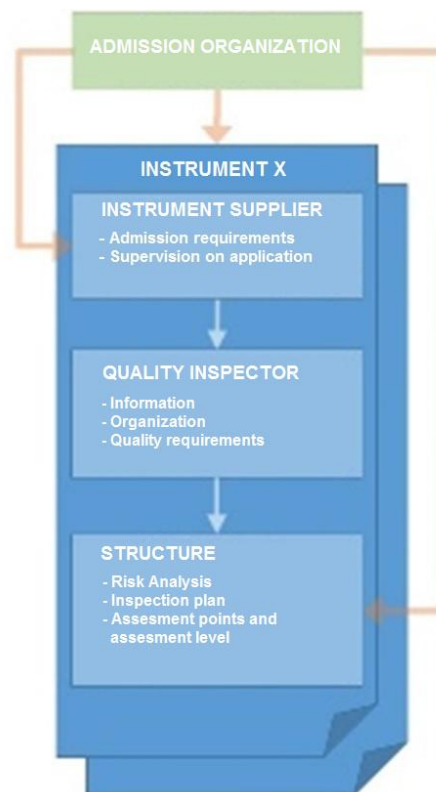 ADMISSION ORGANIZATION
INSTRUMENT X
INSTRUMENT SUPPLIER
- Admission requirements
- Supervision on application
QUALITY INSPECTOR
- Information
- Organization
- Quality requirements
STRUCTURE
- Risk Analysis
- Inspection plan
- Assesment points and
assesment level